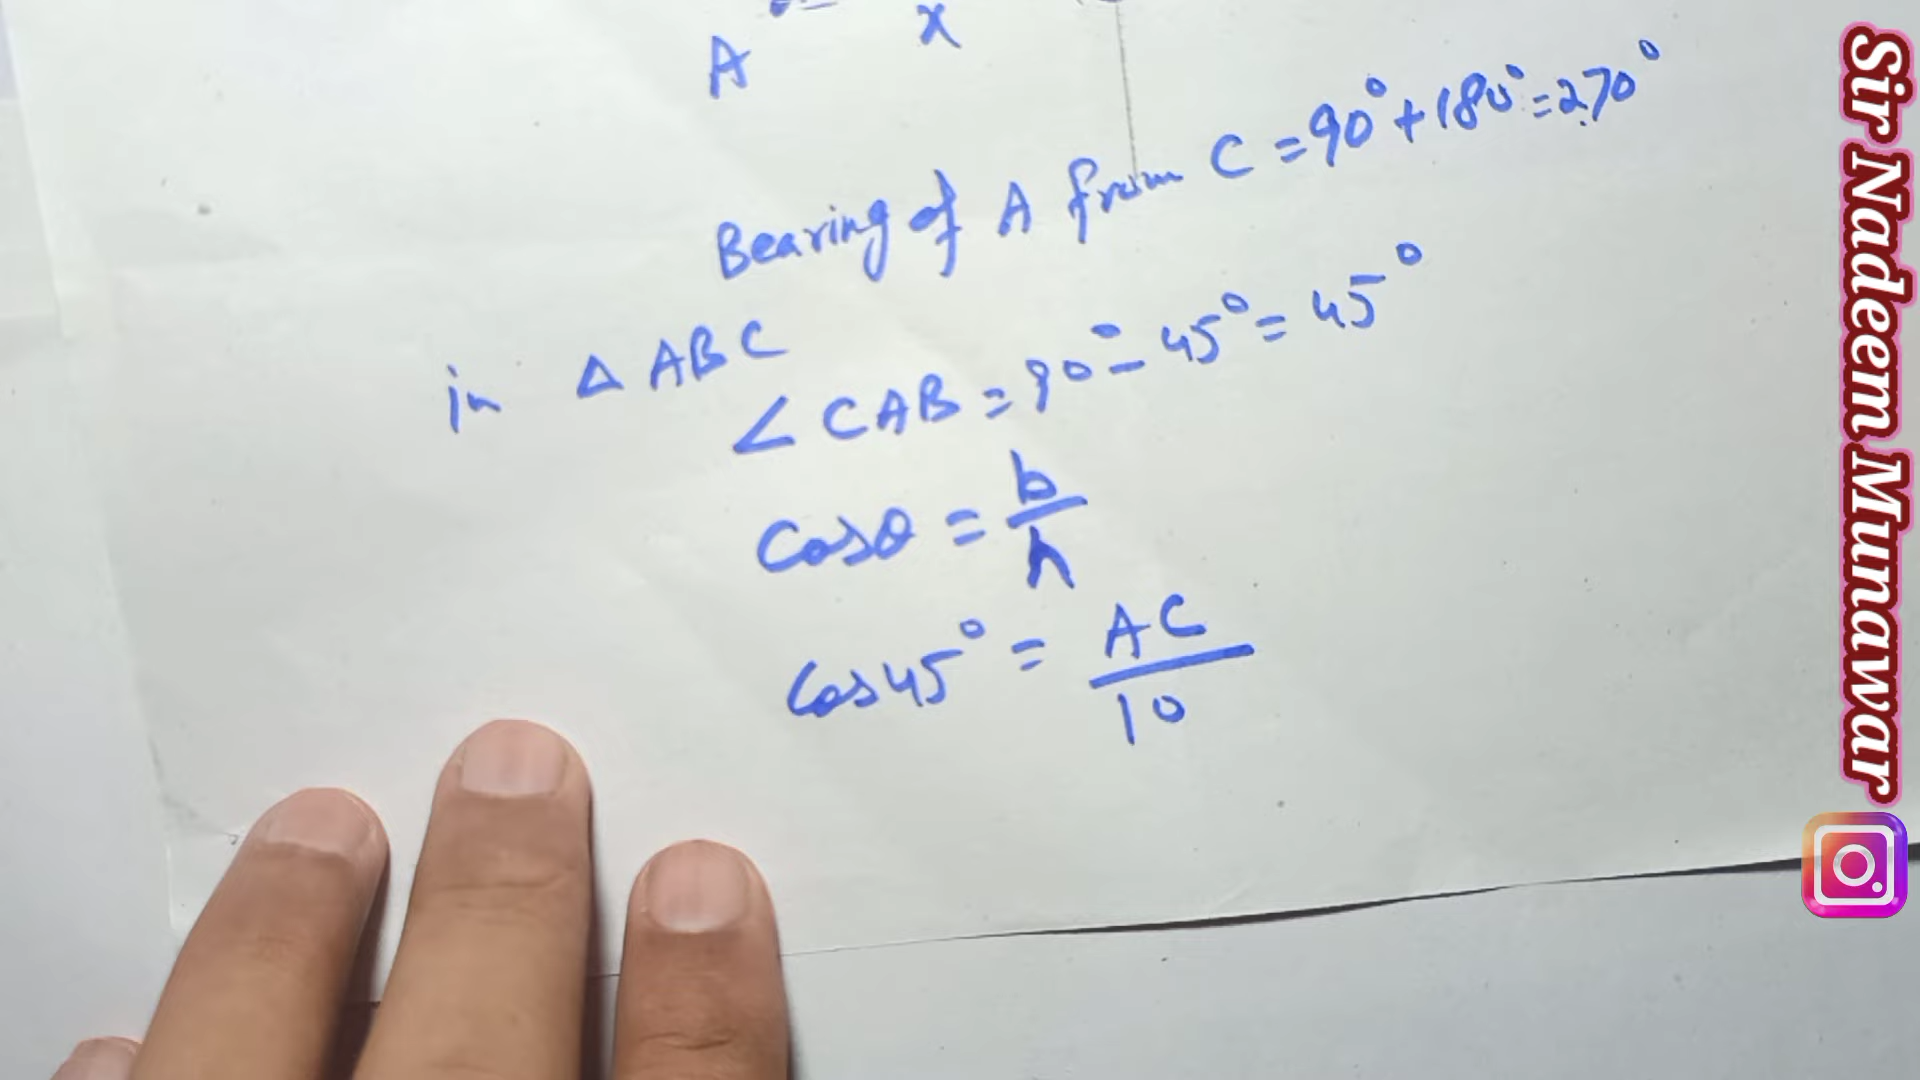 A x
Bearing of A from C = 90° + 180° = 270°
in △ ABC
∠ CAB = 90° - 45° = 45°
Cosθ = b/h
Cos45° = AC/10
Sir Nadeem Munawar